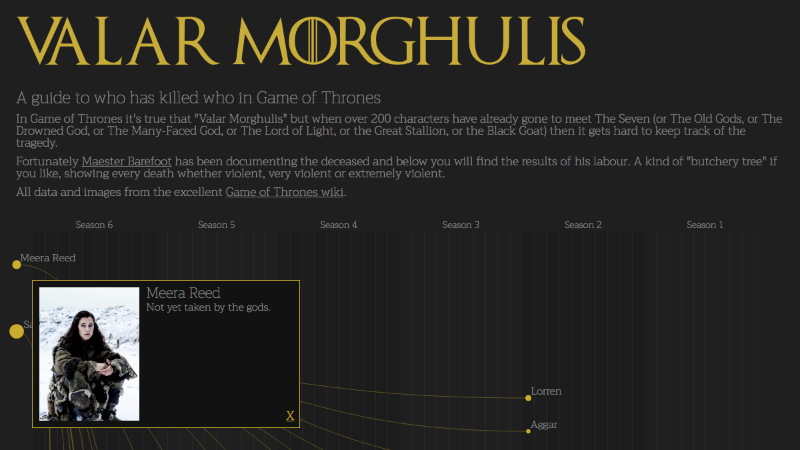 VALAR MORGHULIS
A guide to who has killed who in Game of Thrones
In Game of Thrones it's true that "Valar Morghulis" but when over 200 characters have already gone to meet The Seven (or The Old Gods, or The
Drowned God, or The Many-Faced God, or The Lord of Light, or the Great Stallion, or the Black Goat) then it gets hard to keep track of the
tragedy.
Fortunately Maester Barefoot has been documenting the deceased and below you will find the results of his labour. A kind of "butchery tree" if
you like, showing every death whether violent, very violent or extremely violent.
All data and images from the excellent Game of Thrones wiki.
Season 6 Season 5 Season 4 Season 3 Season 2 Season 1
Meera Reed
Meera Reed
Not yet taken by the gods.
X
Lorren
Aggar